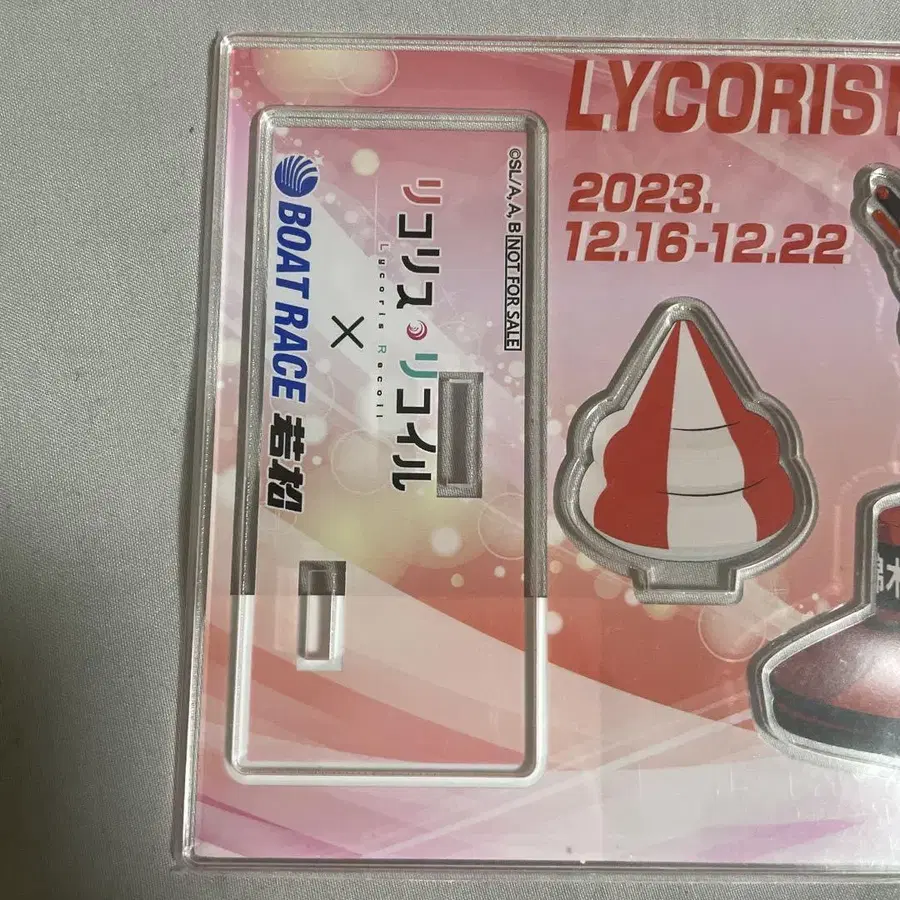 LYCORIS
2023.
12.16-12.22
©SL/A, A, B NOT FOR SALE
リコリス・リコイル
Lycoris Recoil
×
BOAT RACE 若松
木